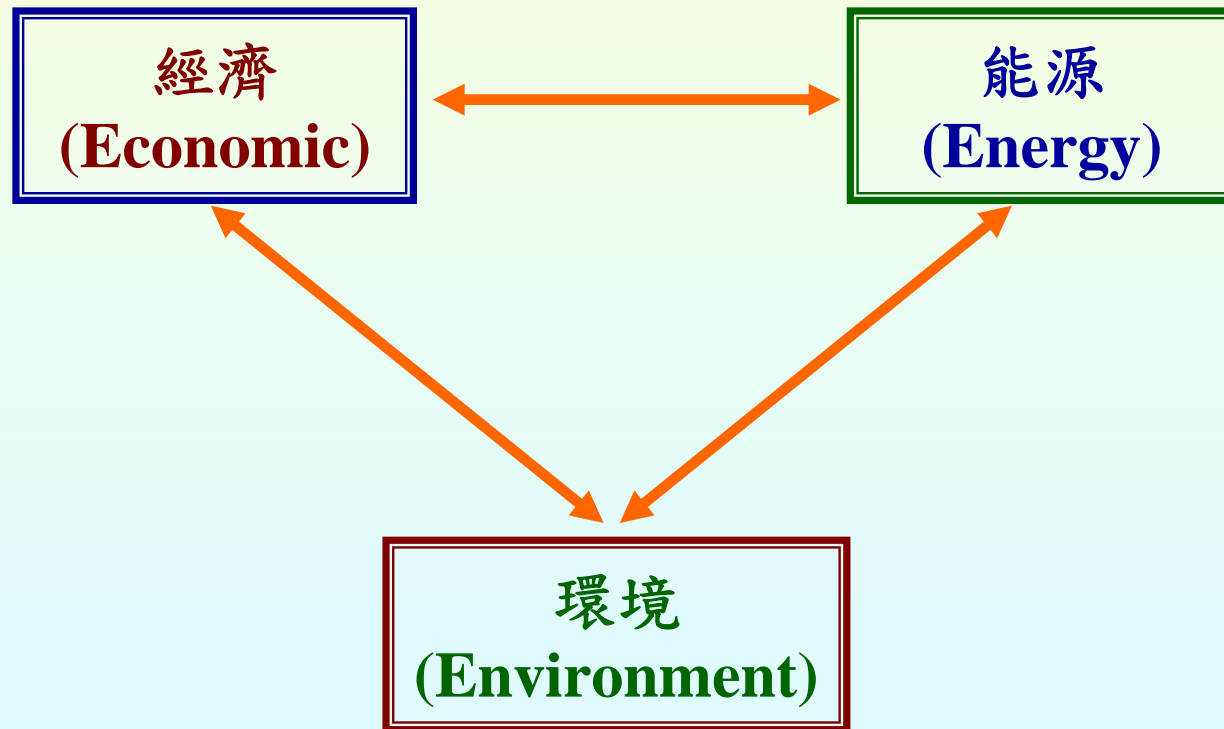 經濟
(Economic)
能源
(Energy)
環境
(Environment)